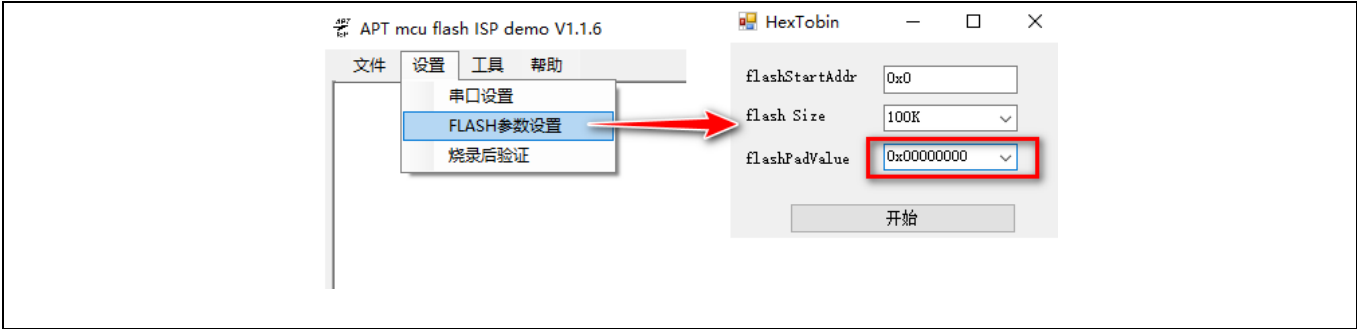 APT mcu flash ISP demo V1.1.6
文件 设置 工具 帮助
串口设置
FLASH参数设置
烧录后验证
HexTobin
flashStartAddr 0x0
flash Size 100K
flashPadValue 0x00000000
开始